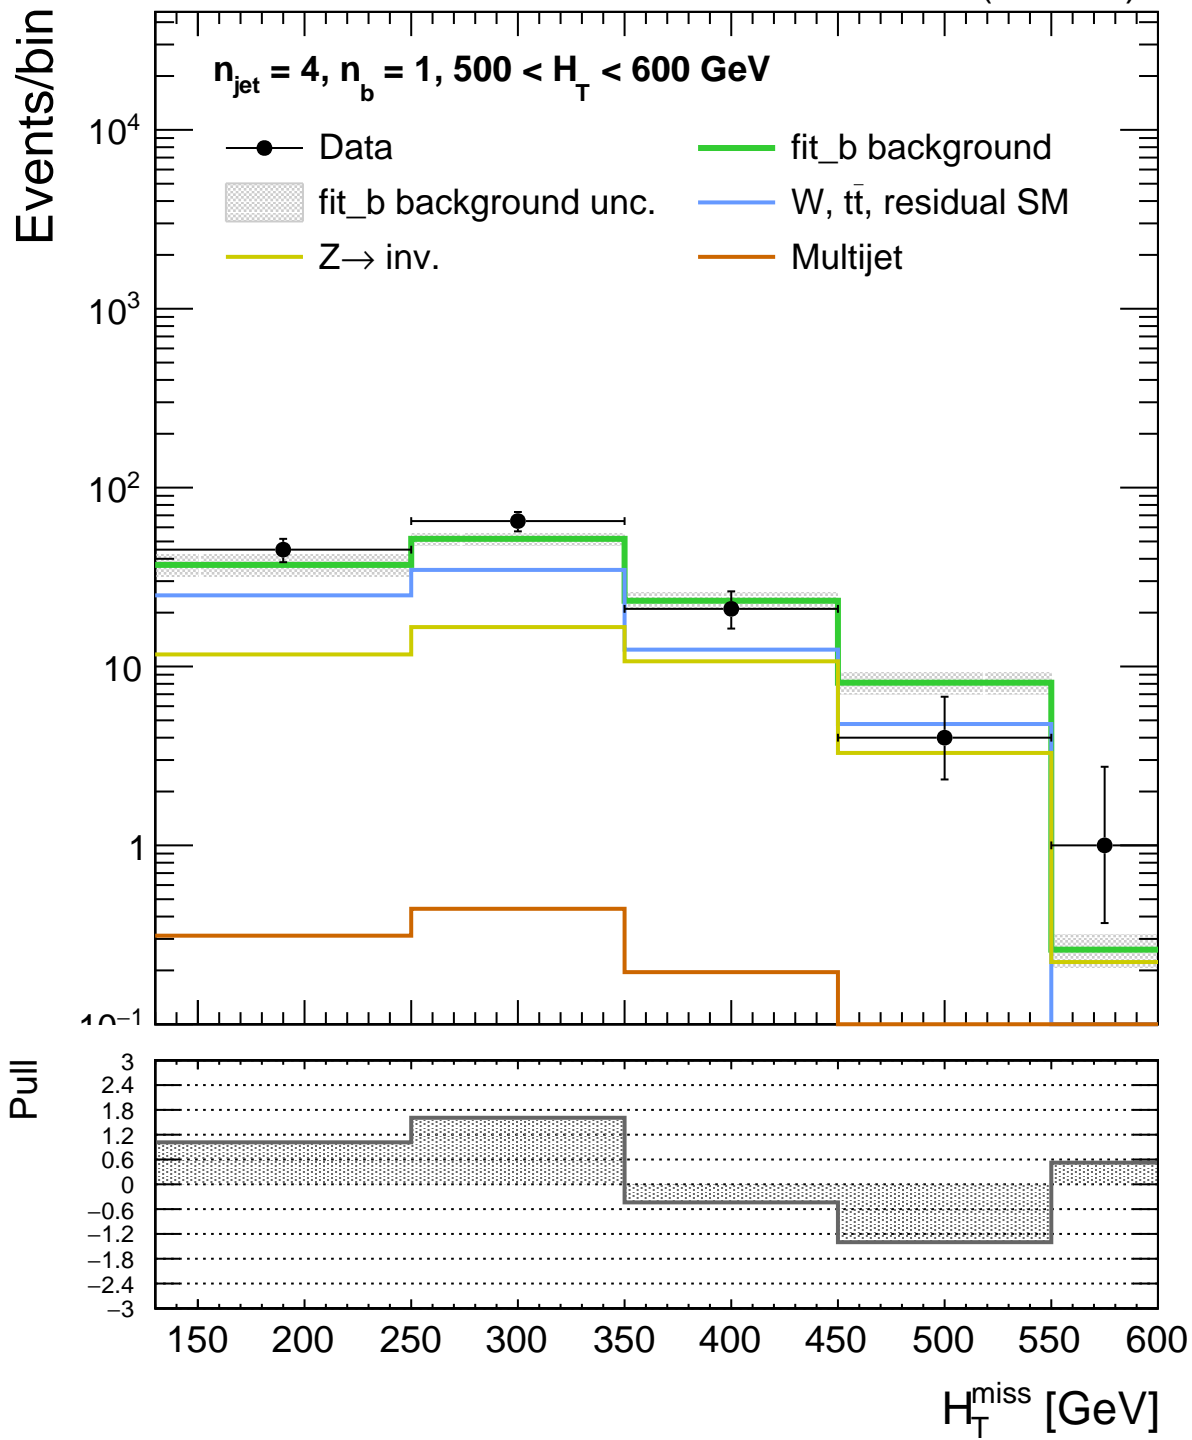 Events/bin
n_jet = 4, n_b = 1, 500 < H_T < 600 GeV
Data
fit_b background
fit_b background unc.
W, tt̄, residual SM
Z→ inv.
Multijet
10^4
10^3
10^2
10
1
10^−1
Pull
3
2.4
1.8
1.2
0.6
0
−0.6
−1.2
−1.8
−2.4
−3
150 200 250 300 350 400 450 500 550 600
H_T^miss [GeV]